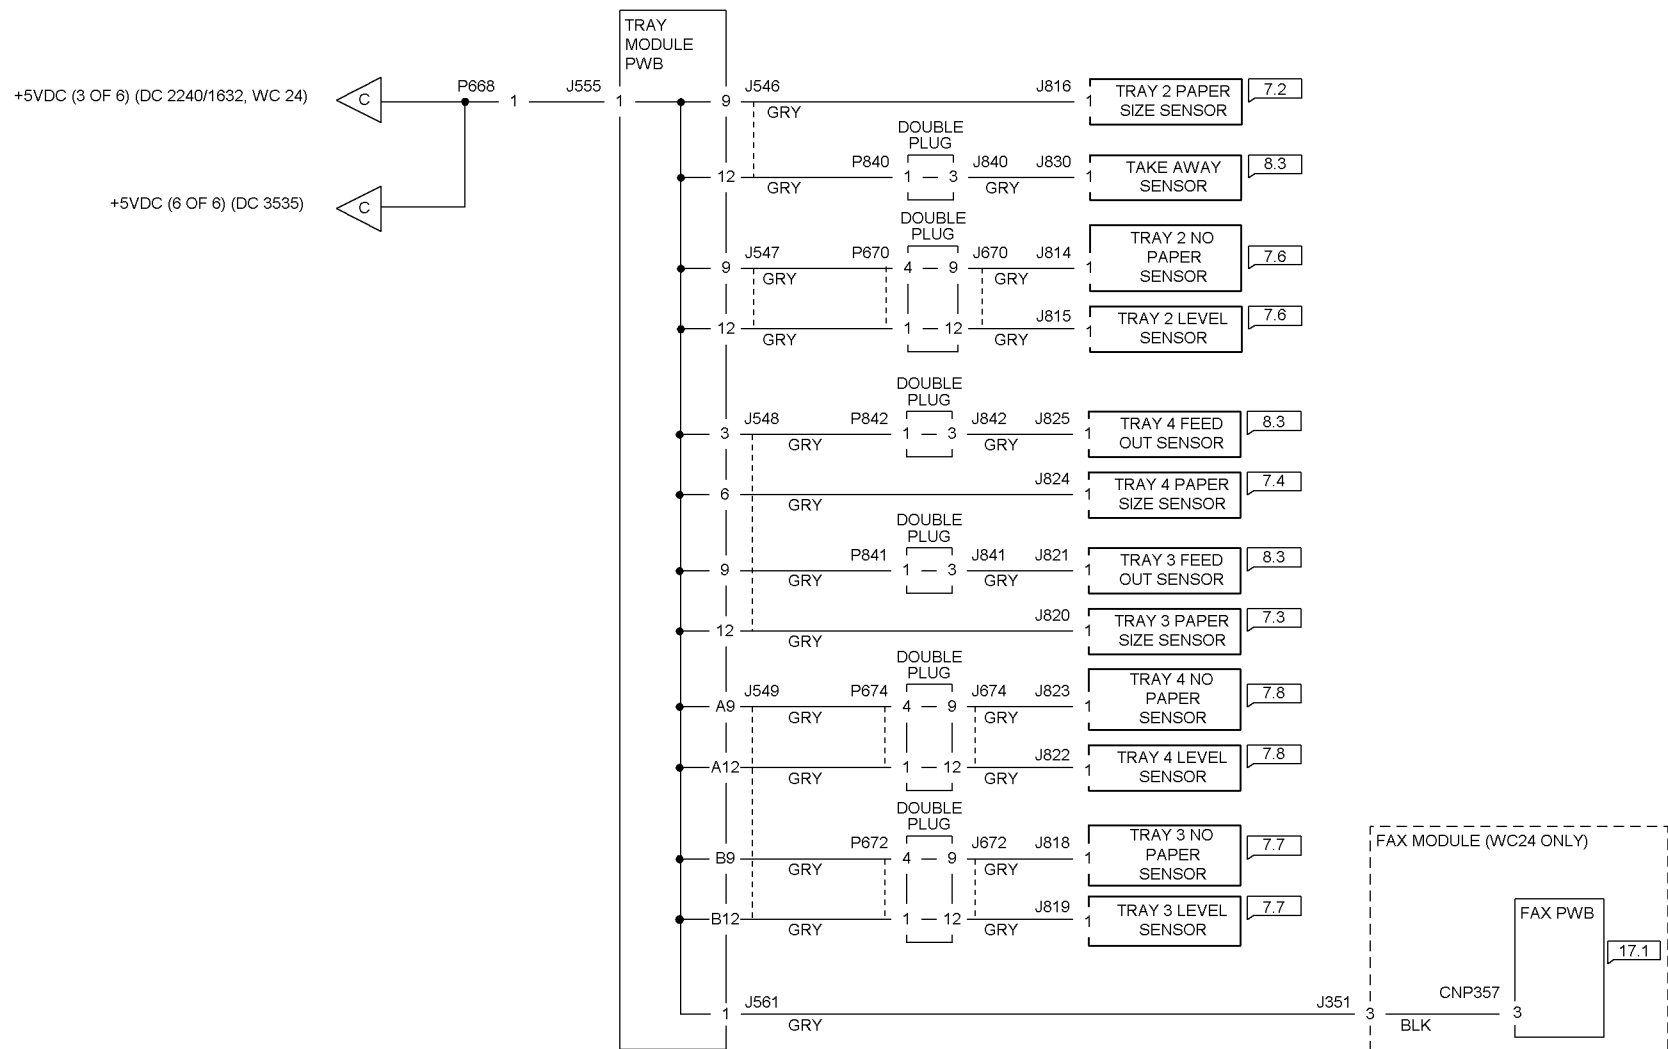 TRAY
MODULE
PWB
+5VDC (3 OF 6) (DC 2240/1632, WC 24)
C
P668
1
J555
1
9
J546
GRY
J816
1
TRAY 2 PAPER
SIZE SENSOR
7.2
DOUBLE
PLUG
12
GRY
P840
1
3
J840
GRY
J830
1
TAKE AWAY
SENSOR
8.3
+5VDC (6 OF 6) (DC 3535)
C
DOUBLE
PLUG
9
J547
GRY
P670
4
9
J670
GRY
J814
1
TRAY 2 NO
PAPER
SENSOR
7.6
12
GRY
1
12
GRY
J815
1
TRAY 2 LEVEL
SENSOR
7.6
DOUBLE
PLUG
3
J548
GRY
P842
1
3
J842
GRY
J825
1
TRAY 4 FEED
OUT SENSOR
8.3
6
GRY
J824
1
TRAY 4 PAPER
SIZE SENSOR
7.4
DOUBLE
PLUG
9
GRY
P841
1
3
J841
GRY
J821
1
TRAY 3 FEED
OUT SENSOR
8.3
12
GRY
J820
1
TRAY 3 PAPER
SIZE SENSOR
7.3
DOUBLE
PLUG
A9
J549
GRY
P674
4
9
J674
GRY
J823
1
TRAY 4 NO
PAPER
SENSOR
7.8
A12
GRY
1
12
GRY
J822
1
TRAY 4 LEVEL
SENSOR
7.8
DOUBLE
PLUG
B9
GRY
P672
4
9
J672
GRY
J818
1
TRAY 3 NO
PAPER
SENSOR
7.7
B12
GRY
1
12
GRY
J819
1
TRAY 3 LEVEL
SENSOR
7.7
FAX MODULE (WC24 ONLY)
FAX PWB
17.1
1
J561
GRY
J351
3
BLK
CNP357
3